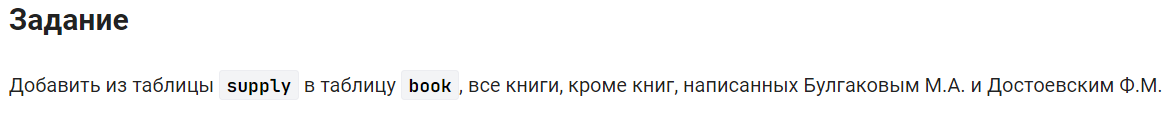 Задание
Добавить из таблицы supply в таблицу book, все книги, кроме книг, написанных Булгаковым М.А. и Достоевским Ф.М.